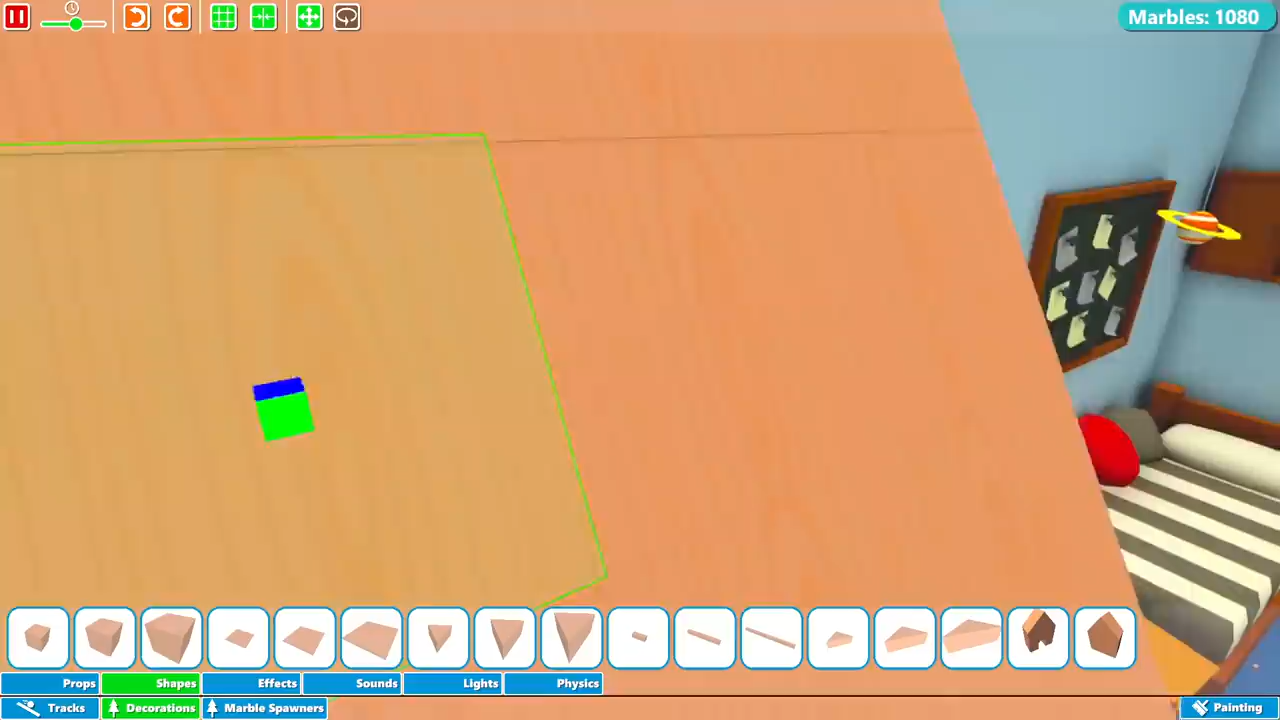 Marbles: 1080
Props
Shapes
Effects
Sounds
Lights
Physics
Tracks
Decorations
Marble Spawners
Painting